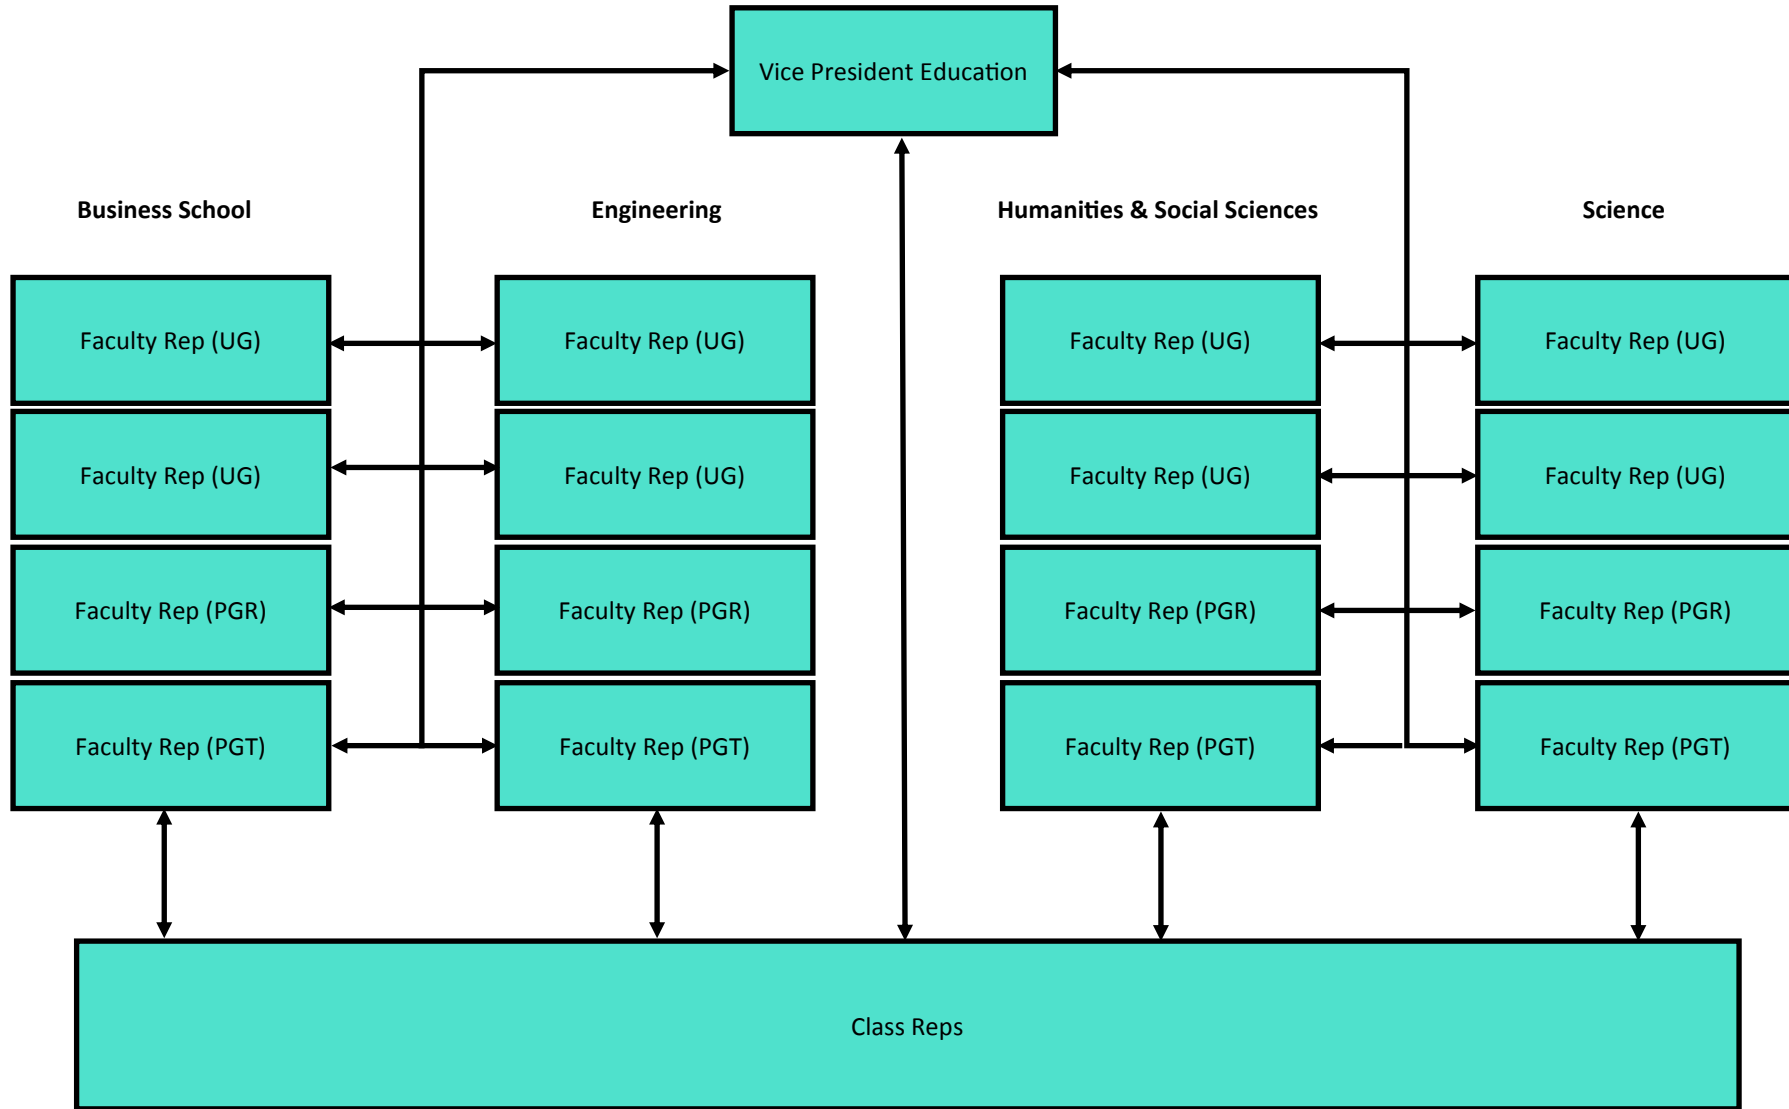 Vice President Education
Business School
Engineering
Humanities & Social Sciences
Science
Faculty Rep (UG)
Faculty Rep (UG)
Faculty Rep (UG)
Faculty Rep (UG)
Faculty Rep (UG)
Faculty Rep (UG)
Faculty Rep (UG)
Faculty Rep (UG)
Faculty Rep (PGR)
Faculty Rep (PGR)
Faculty Rep (PGR)
Faculty Rep (PGR)
Faculty Rep (PGT)
Faculty Rep (PGT)
Faculty Rep (PGT)
Faculty Rep (PGT)
Class Reps